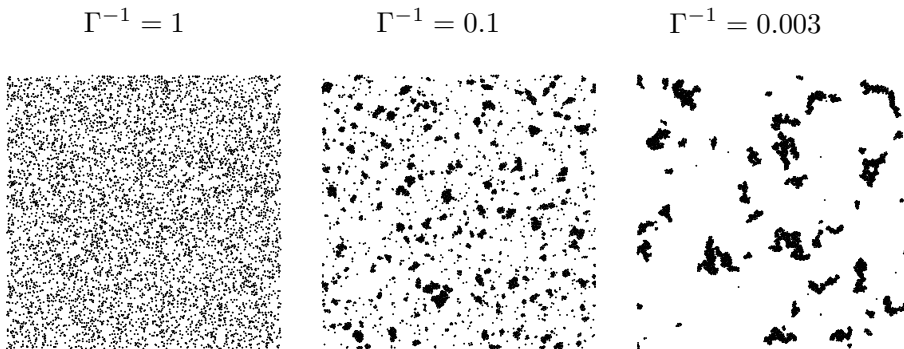 Γ⁻¹ = 1 Γ⁻¹ = 0.1 Γ⁻¹ = 0.003